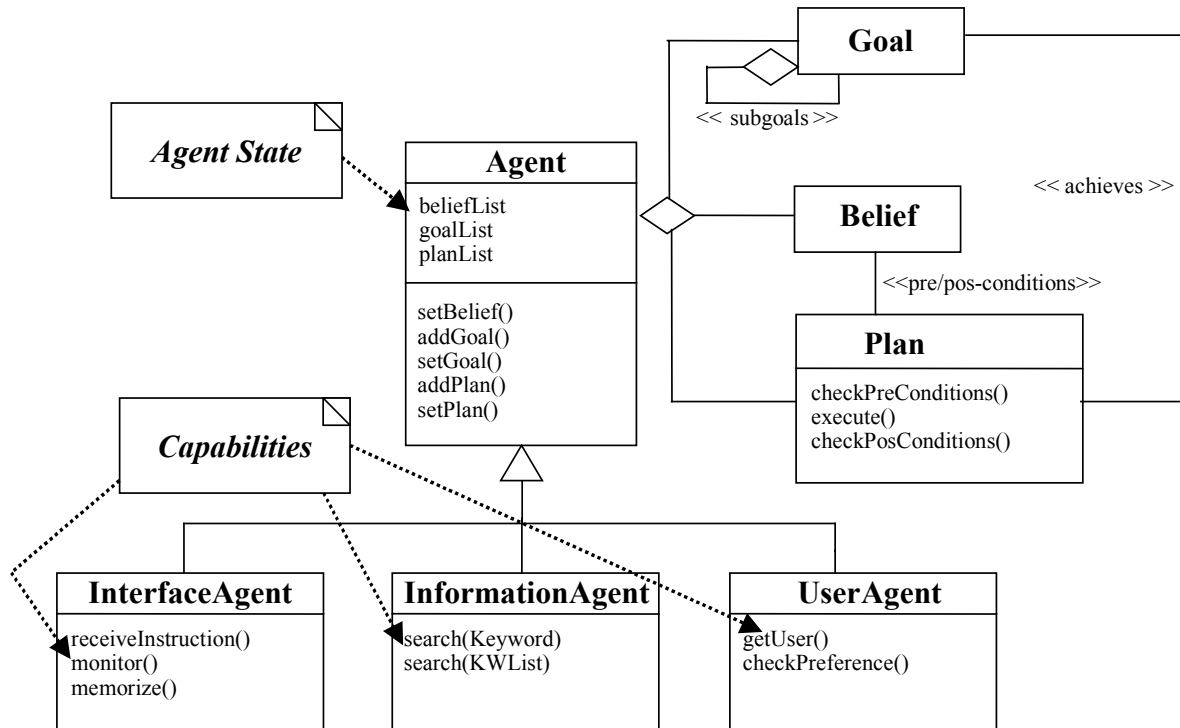 Goal
<< subgoals >>
Agent State
Agent
<< achieves >>
beliefList
goalList
planList
Belief
<<pre/pos-conditions>>
setBelief()
addGoal()
setGoal()
addPlan()
setPlan()
Plan
checkPreConditions()
execute()
checkPosConditions()
Capabilities
InterfaceAgent
receiveInstruction()
monitor()
memorize()
InformationAgent
search(Keyword)
search(KWList)
UserAgent
getUser()
checkPreference()